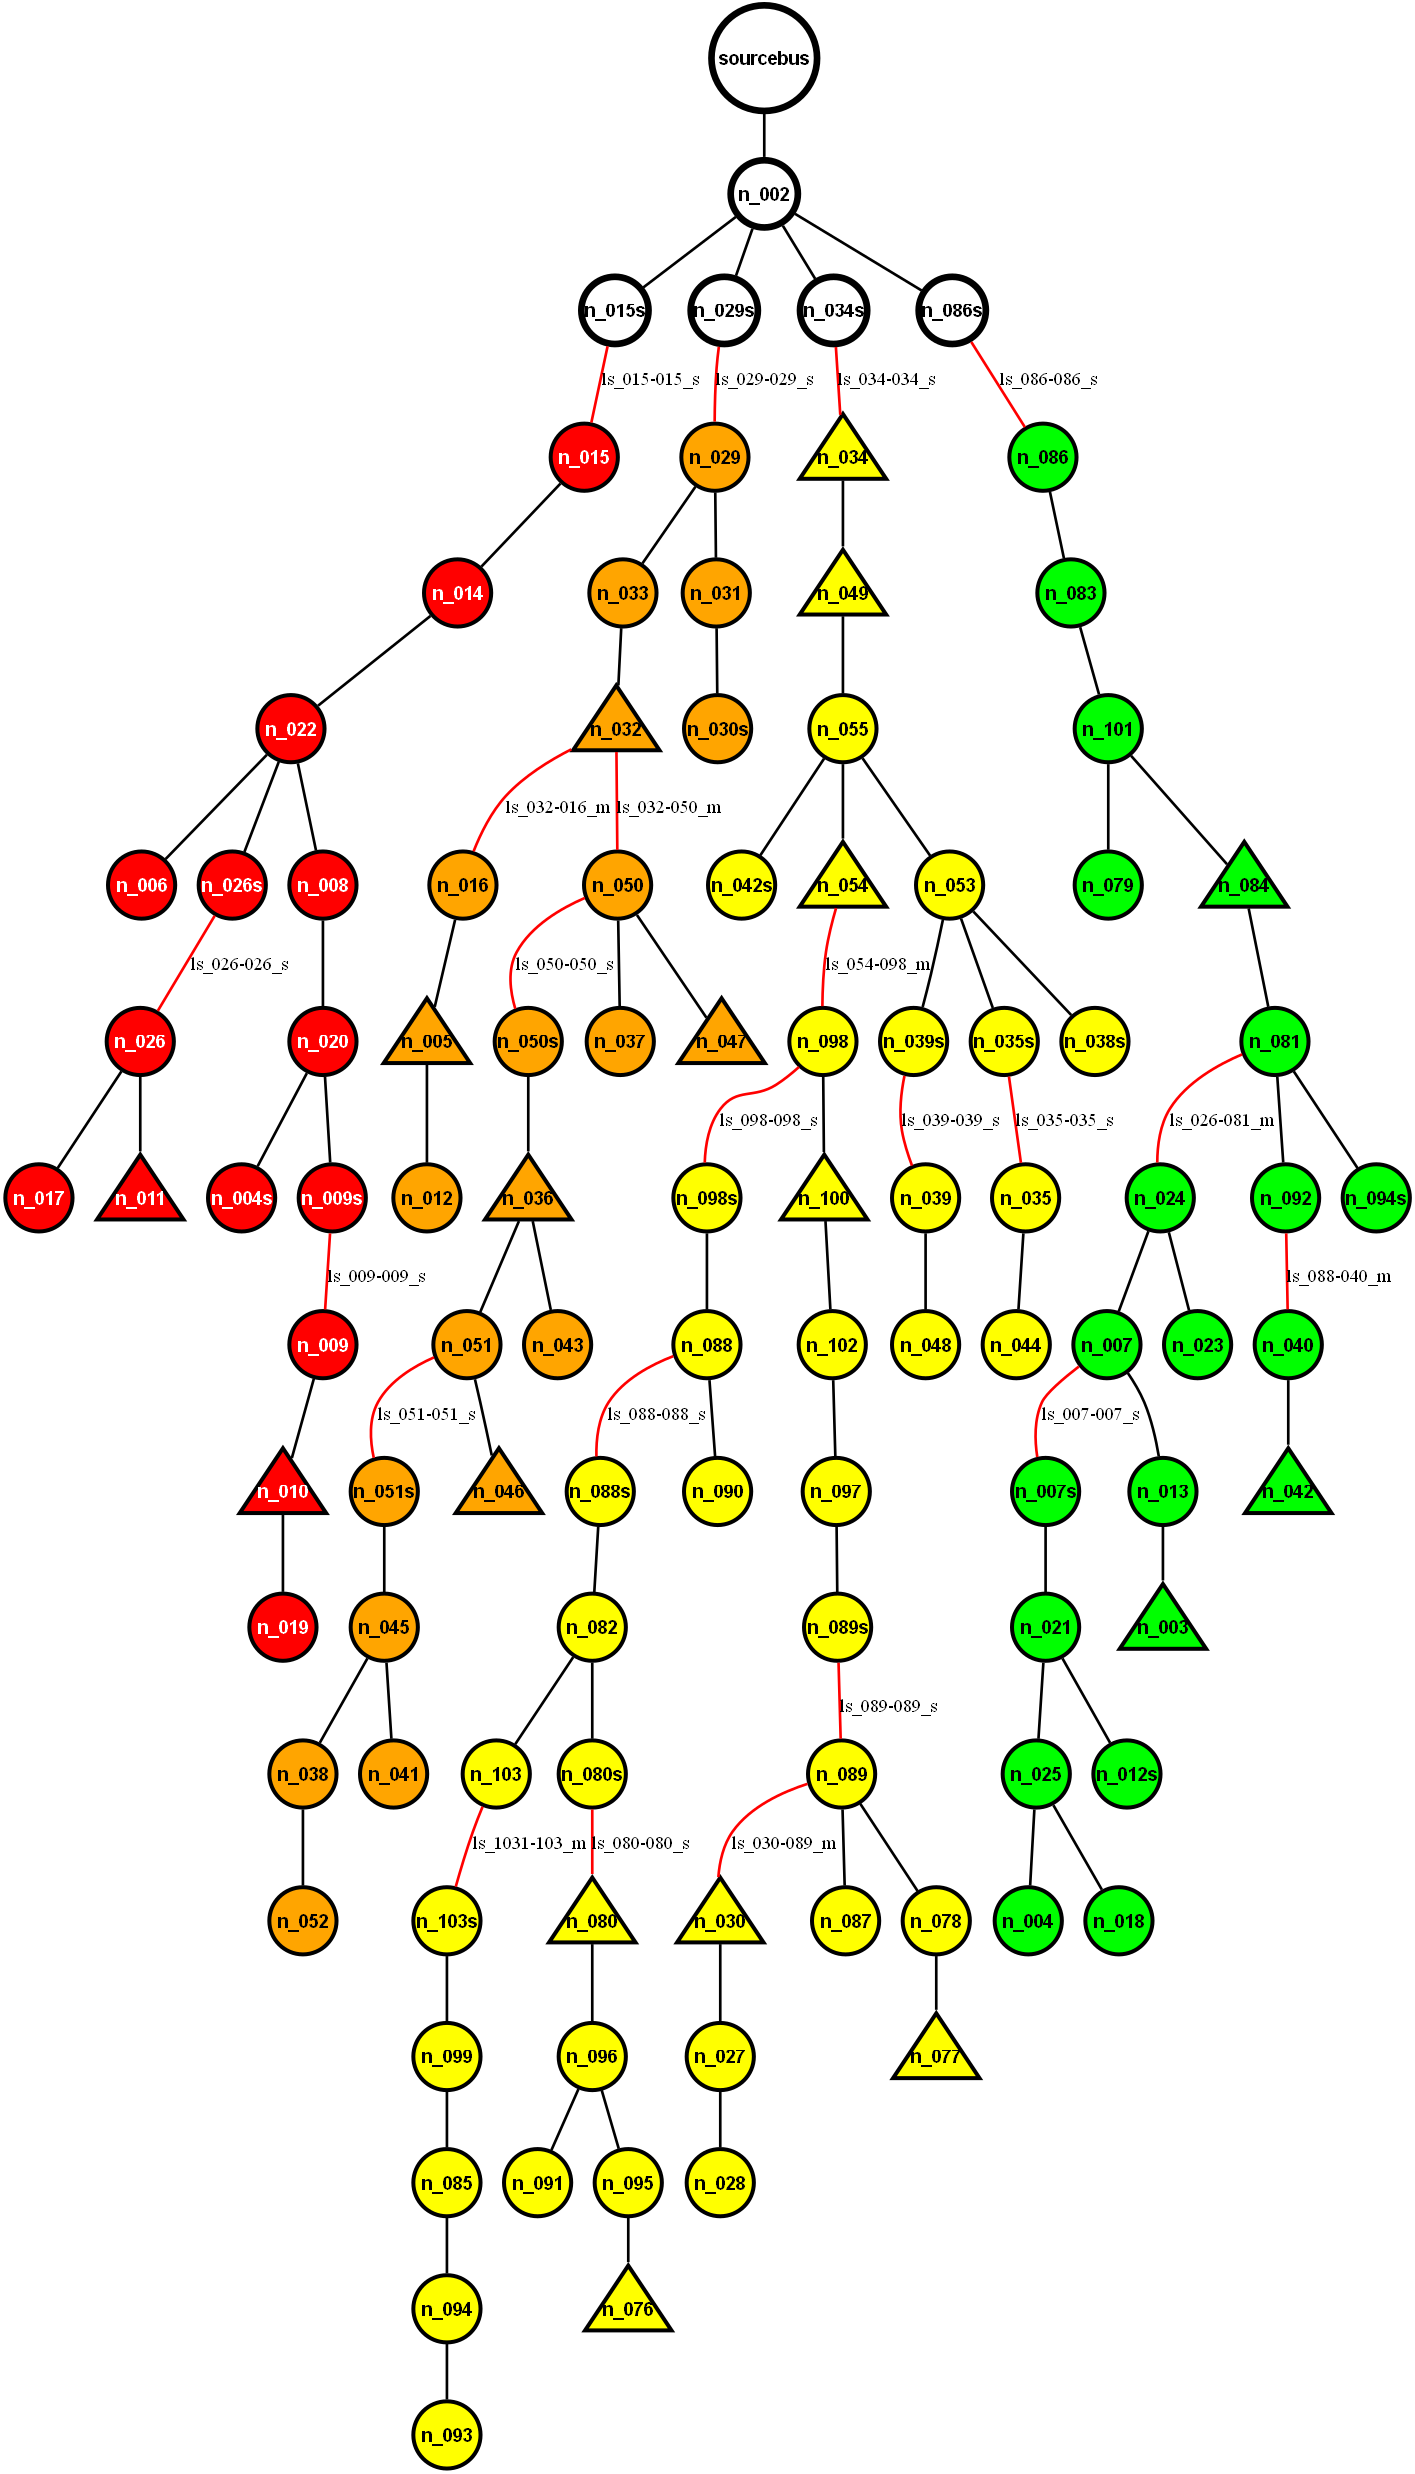 sourcebus
n_002
n_015s n_029s n_034s n_086s
ls_015-015_s ls_029-029_s ls_034-034_s ls_086-086_s
n_015 n_029 n_034 n_086
n_014 n_033 n_031 n_049 n_083
n_022 n_032 n_030s n_055 n_101
ls_032-016_m ls_032-050_m
n_006 n_026s n_008 n_016 n_050 n_042s n_054 n_053 n_079 n_084
ls_026-026_s ls_050-050_s ls_054-098_m
n_026 n_020 n_005 n_050s n_037 n_047 n_098 n_039s n_035s n_038s n_081
ls_098-098_s ls_039-039_s ls_035-035_s ls_026-081_m
n_017 n_011 n_004s n_009s n_012 n_036 n_098s n_100 n_039 n_035 n_024 n_092 n_094s
ls_009-009_s ls_088-040_m
n_009 n_051 n_043 n_088 n_102 n_048 n_044 n_007 n_023 n_040
ls_051-051_s ls_088-088_s ls_007-007_s
n_010 n_051s n_046 n_088s n_090 n_097 n_007s n_013 n_042
n_019 n_045 n_082 n_089s n_021 n_003
ls_089-089_s
n_038 n_041 n_103 n_080s n_089 n_025 n_012s
ls_1031-103_m ls_080-080_s ls_030-089_m
n_052 n_103s n_080 n_030 n_087 n_078 n_004 n_018
n_099 n_096 n_027 n_077
n_085 n_091 n_095 n_028
n_094 n_076
n_093